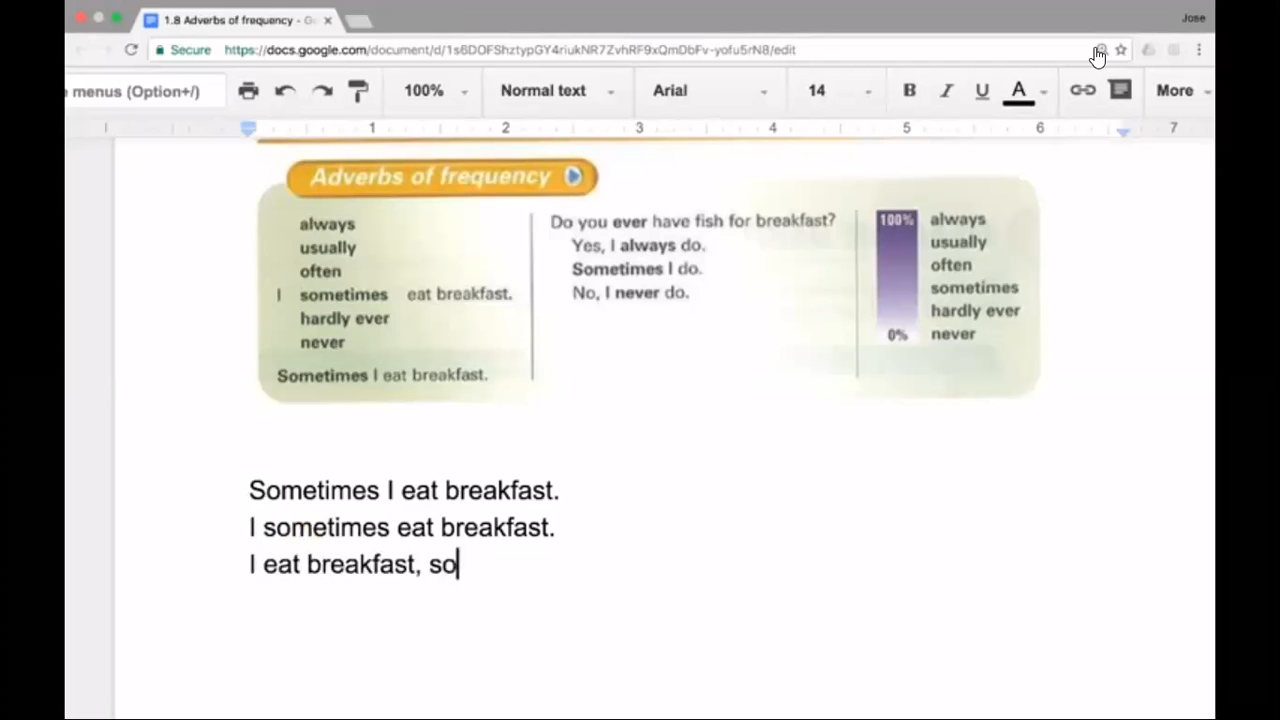 1.8 Adverbs of frequency - Go
Jose
Secure https://docs.google.com/document/d/1s6DOFShztypGY4riukNR7ZvhRF9xQmDbFv-yofu5rN8/edit
menus (Option+/) 100% Normal text Arial 14 B I U A More
1 2 3 4 5 6 7
Adverbs of frequency
always
usually
often
I sometimes eat breakfast.
hardly ever
never
Sometimes I eat breakfast.
Do you ever have fish for breakfast?
Yes, I always do.
Sometimes I do.
No, I never do.
100% always
usually
often
sometimes
hardly ever
0% never
Sometimes I eat breakfast.
I sometimes eat breakfast.
I eat breakfast, so